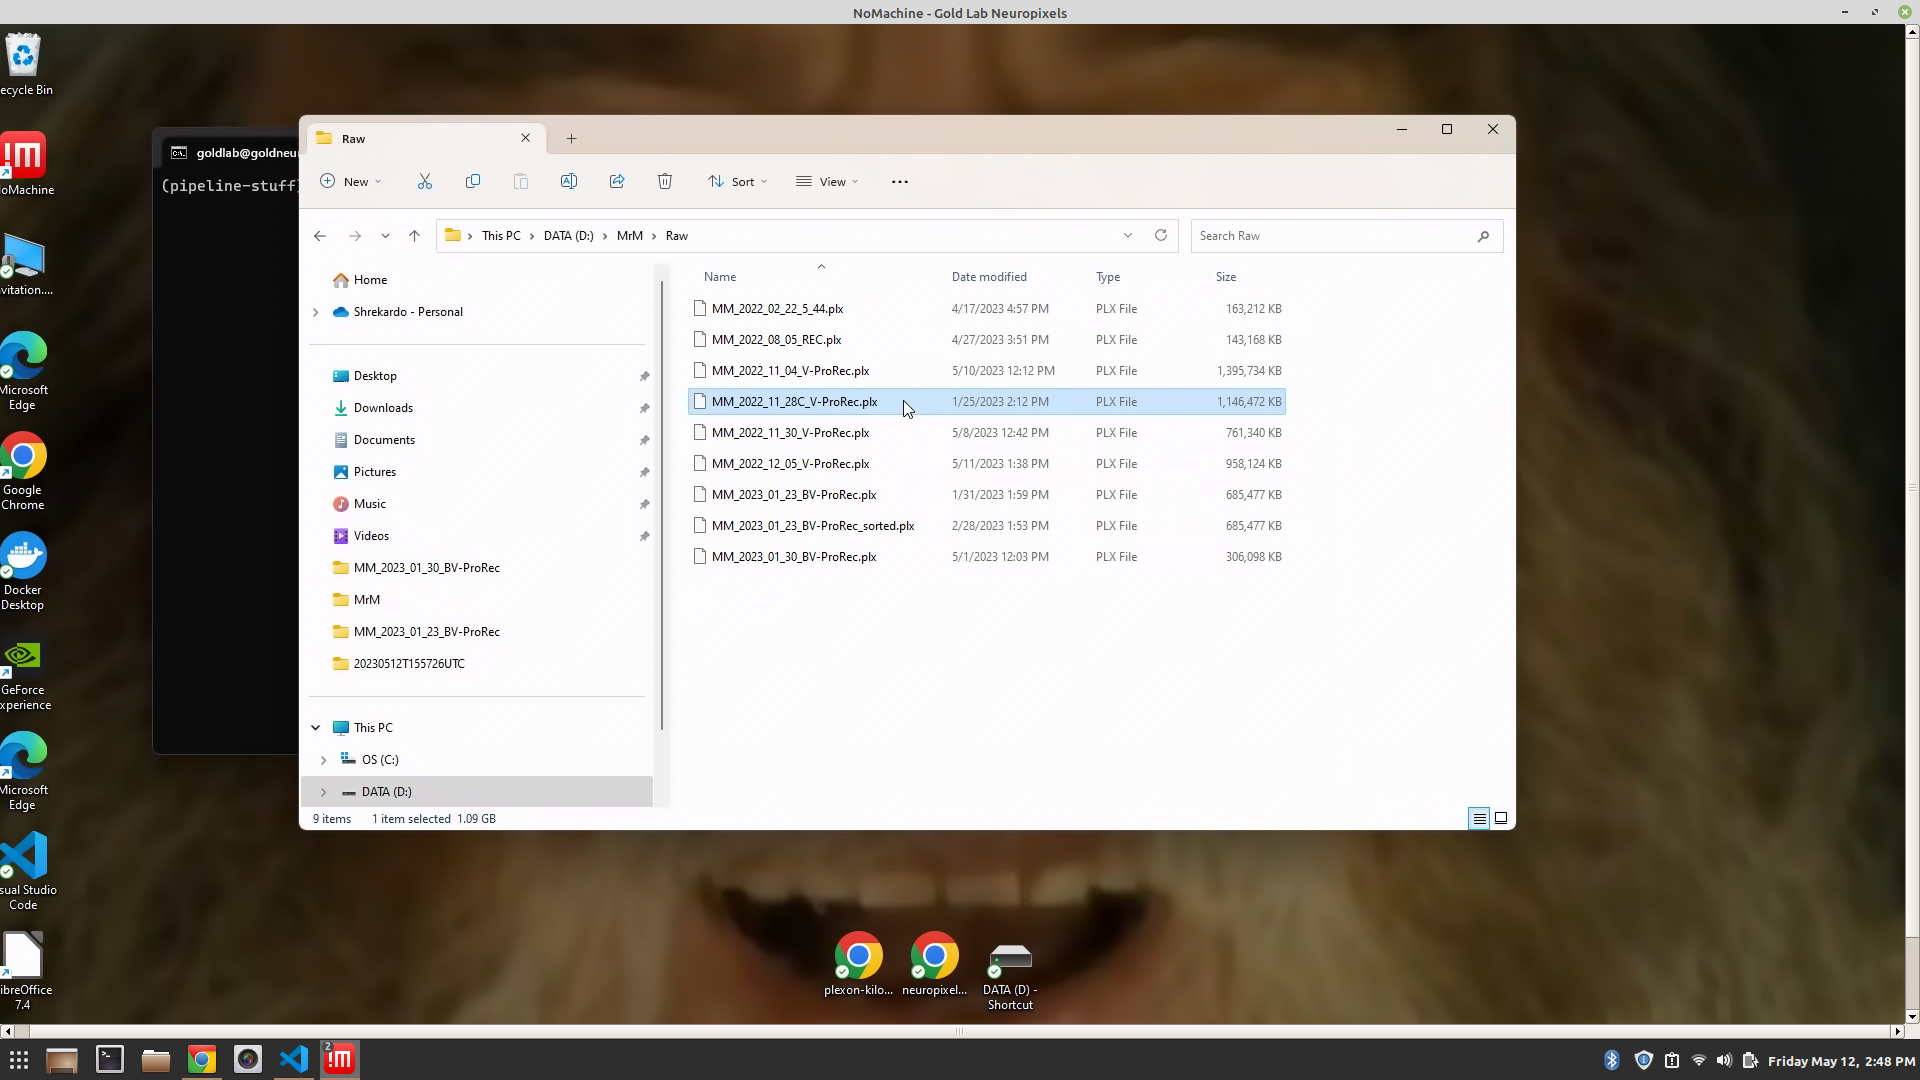 NoMachine - Gold Lab Neuropixels
ecycle Bin
oMachine
vitation....
Microsoft
Edge
Google
Chrome
Docker
Desktop
GeForce
xperience
Microsoft
Edge
sual Studio
Code
ibreOffice
7.4
goldlab@goldneu
(pipeline-stuff)
Raw
New
Sort
View
This PC > DATA (D:) > MrM > Raw
Search Raw
Home
Shrekardo - Personal
Desktop
Downloads
Documents
Pictures
Music
Videos
MM_2023_01_30_BV-ProRec
MrM
MM_2023_01_23_BV-ProRec
20230512T155726UTC
This PC
OS (C:)
DATA (D:)
Name Date modified Type Size
MM_2022_02_22_5_44.plx 4/17/2023 4:57 PM PLX File 163,212 KB
MM_2022_08_05_REC.plx 4/27/2023 3:51 PM PLX File 143,168 KB
MM_2022_11_04_V-ProRec.plx 5/10/2023 12:12 PM PLX File 1,395,734 KB
MM_2022_11_28C_V-ProRec.plx 1/25/2023 2:12 PM PLX File 1,146,472 KB
MM_2022_11_30_V-ProRec.plx 5/8/2023 12:42 PM PLX File 761,340 KB
MM_2022_12_05_V-ProRec.plx 5/11/2023 1:38 PM PLX File 958,124 KB
MM_2023_01_23_BV-ProRec.plx 1/31/2023 1:59 PM PLX File 685,477 KB
MM_2023_01_23_BV-ProRec_sorted.plx 2/28/2023 1:53 PM PLX File 685,477 KB
MM_2023_01_30_BV-ProRec.plx 5/1/2023 12:03 PM PLX File 306,098 KB
9 items 1 item selected 1.09 GB
plexon-kilo...
neuropixel...
DATA (D) -
Shortcut
2
Friday May 12, 2:48 PM